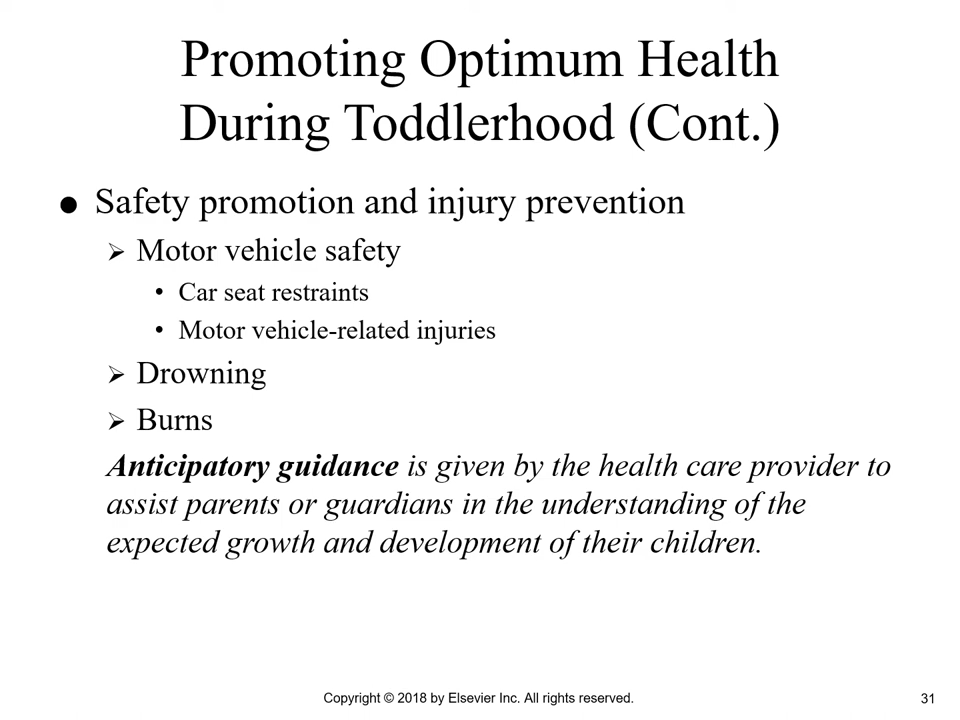 Promoting Optimum Health
During Toddlerhood (Cont.)
● Safety promotion and injury prevention
➢ Motor vehicle safety
• Car seat restraints
• Motor vehicle-related injuries
➢ Drowning
➢ Burns
Anticipatory guidance is given by the health care provider to
assist parents or guardians in the understanding of the
expected growth and development of their children.
Copyright © 2018 by Elsevier Inc. All rights reserved.
31